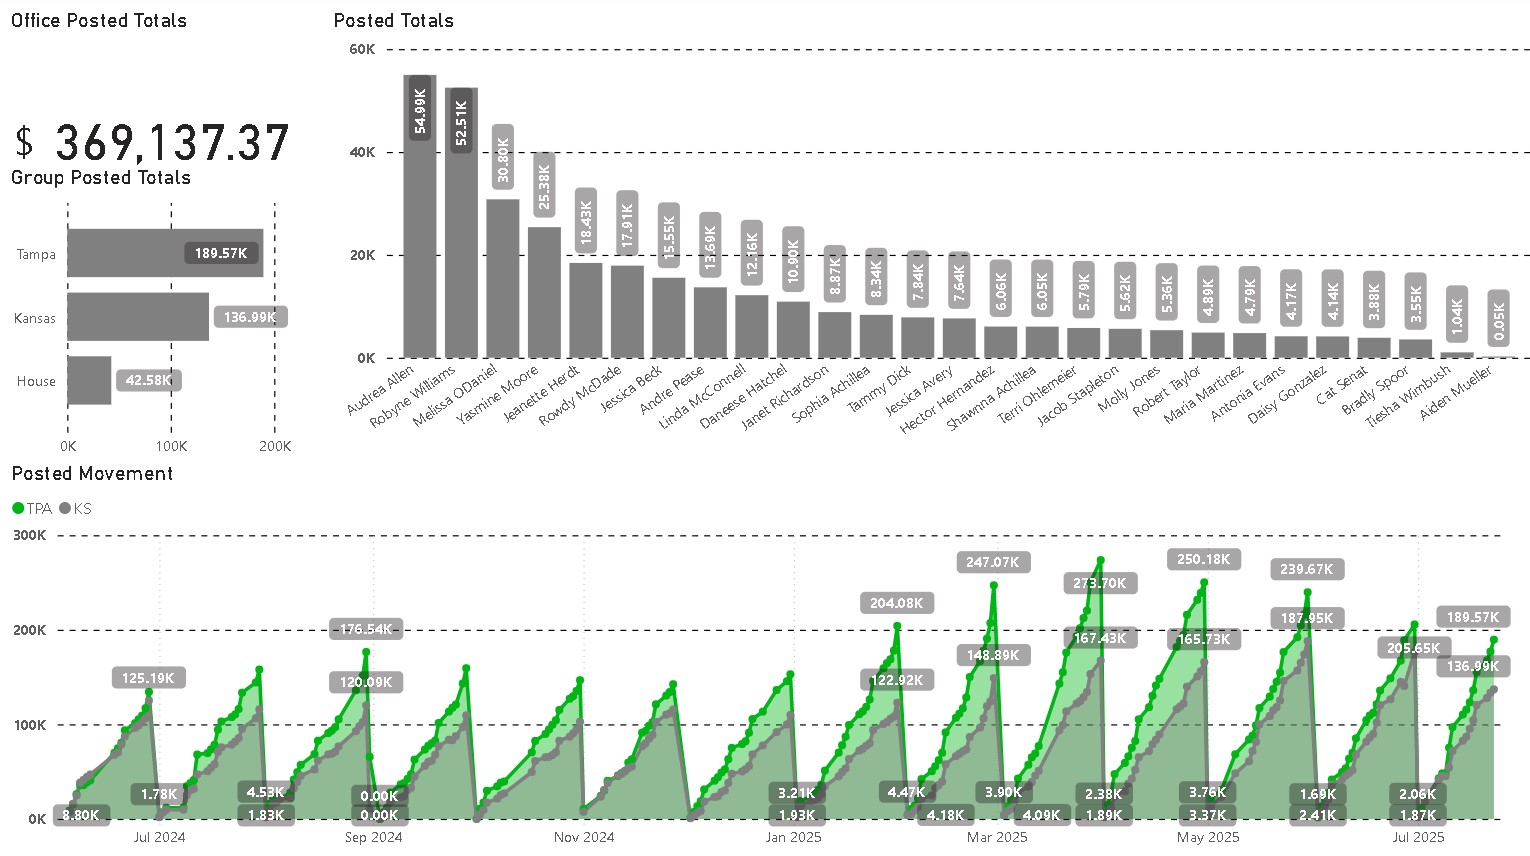 Office Posted Totals
$ 369,137.37
Group Posted Totals
Tampa
189.57K
Kansas
136.99K
House
42.58K
0K
100K
200K
Posted Totals
60K
40K
20K
0K
54.99K
52.51K
30.80K
25.38K
18.43K
17.91K
15.55K
13.69K
12.16K
10.90K
8.87K
8.34K
7.84K
7.64K
6.06K
6.05K
5.79K
5.62K
5.36K
4.89K
4.79K
4.17K
4.14K
3.88K
3.55K
1.04K
0.05K
Audrea Allen
Robyne Williams
Melissa ODaniel
Yasmine Moore
Jeanette Herdt
Rowdy McDade
Jessica Beck
Andre Pease
Linda McConnell
Daneese Hatchel
Janet Richardson
Sophia Achillea
Tammy Dick
Jessica Avery
Hector Hernandez
Shawnna Achillea
Terri Ohlemeier
Jacob Stapleton
Molly Jones
Robert Taylor
Maria Martinez
Antonia Evans
Daisy Gonzalez
Cat Senat
Brady Spoor
Tiesha Wimbush
Aiden Mueller
Posted Movement
TPA KS
300K
200K
100K
0K
125.19K
176.54K
120.09K
204.08K
122.92K
247.07K
148.89K
273.70K
167.43K
250.18K
165.73K
239.67K
187.95K
205.65K
189.57K
136.99K
8.80K
1.78K
4.53K
1.83K
0.00K
0.00K
3.21K
1.93K
4.47K
4.18K
3.90K
4.09K
2.38K
1.89K
3.76K
3.37K
1.69K
2.41K
2.06K
1.87K
Jul 2024
Sep 2024
Nov 2024
Jan 2025
Mar 2025
May 2025
Jul 2025